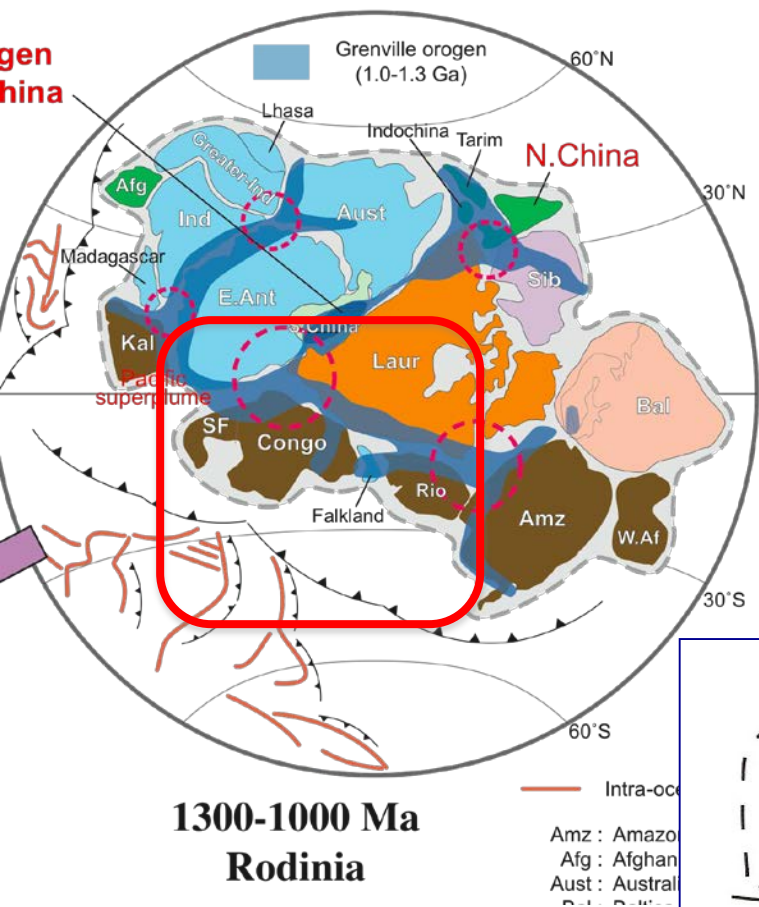 gen
hina
Grenville orogen
(1.0-1.3 Ga)
60˚N
Lhasa
Indochina
Tarim
N.China
Greater-Ind
Afg
30˚N
Ind
Aust
Madagascar
E.Ant
Sib
S.China
Kal
Laur
Pacific
superplume
Bal
SF
Congo
Rio
Falkland
Amz
W.Af
30˚S
60˚S
1300-1000 Ma
Rodinia
Intra-oce
Amz : Amazo
Afg : Afghan
Aust : Australi